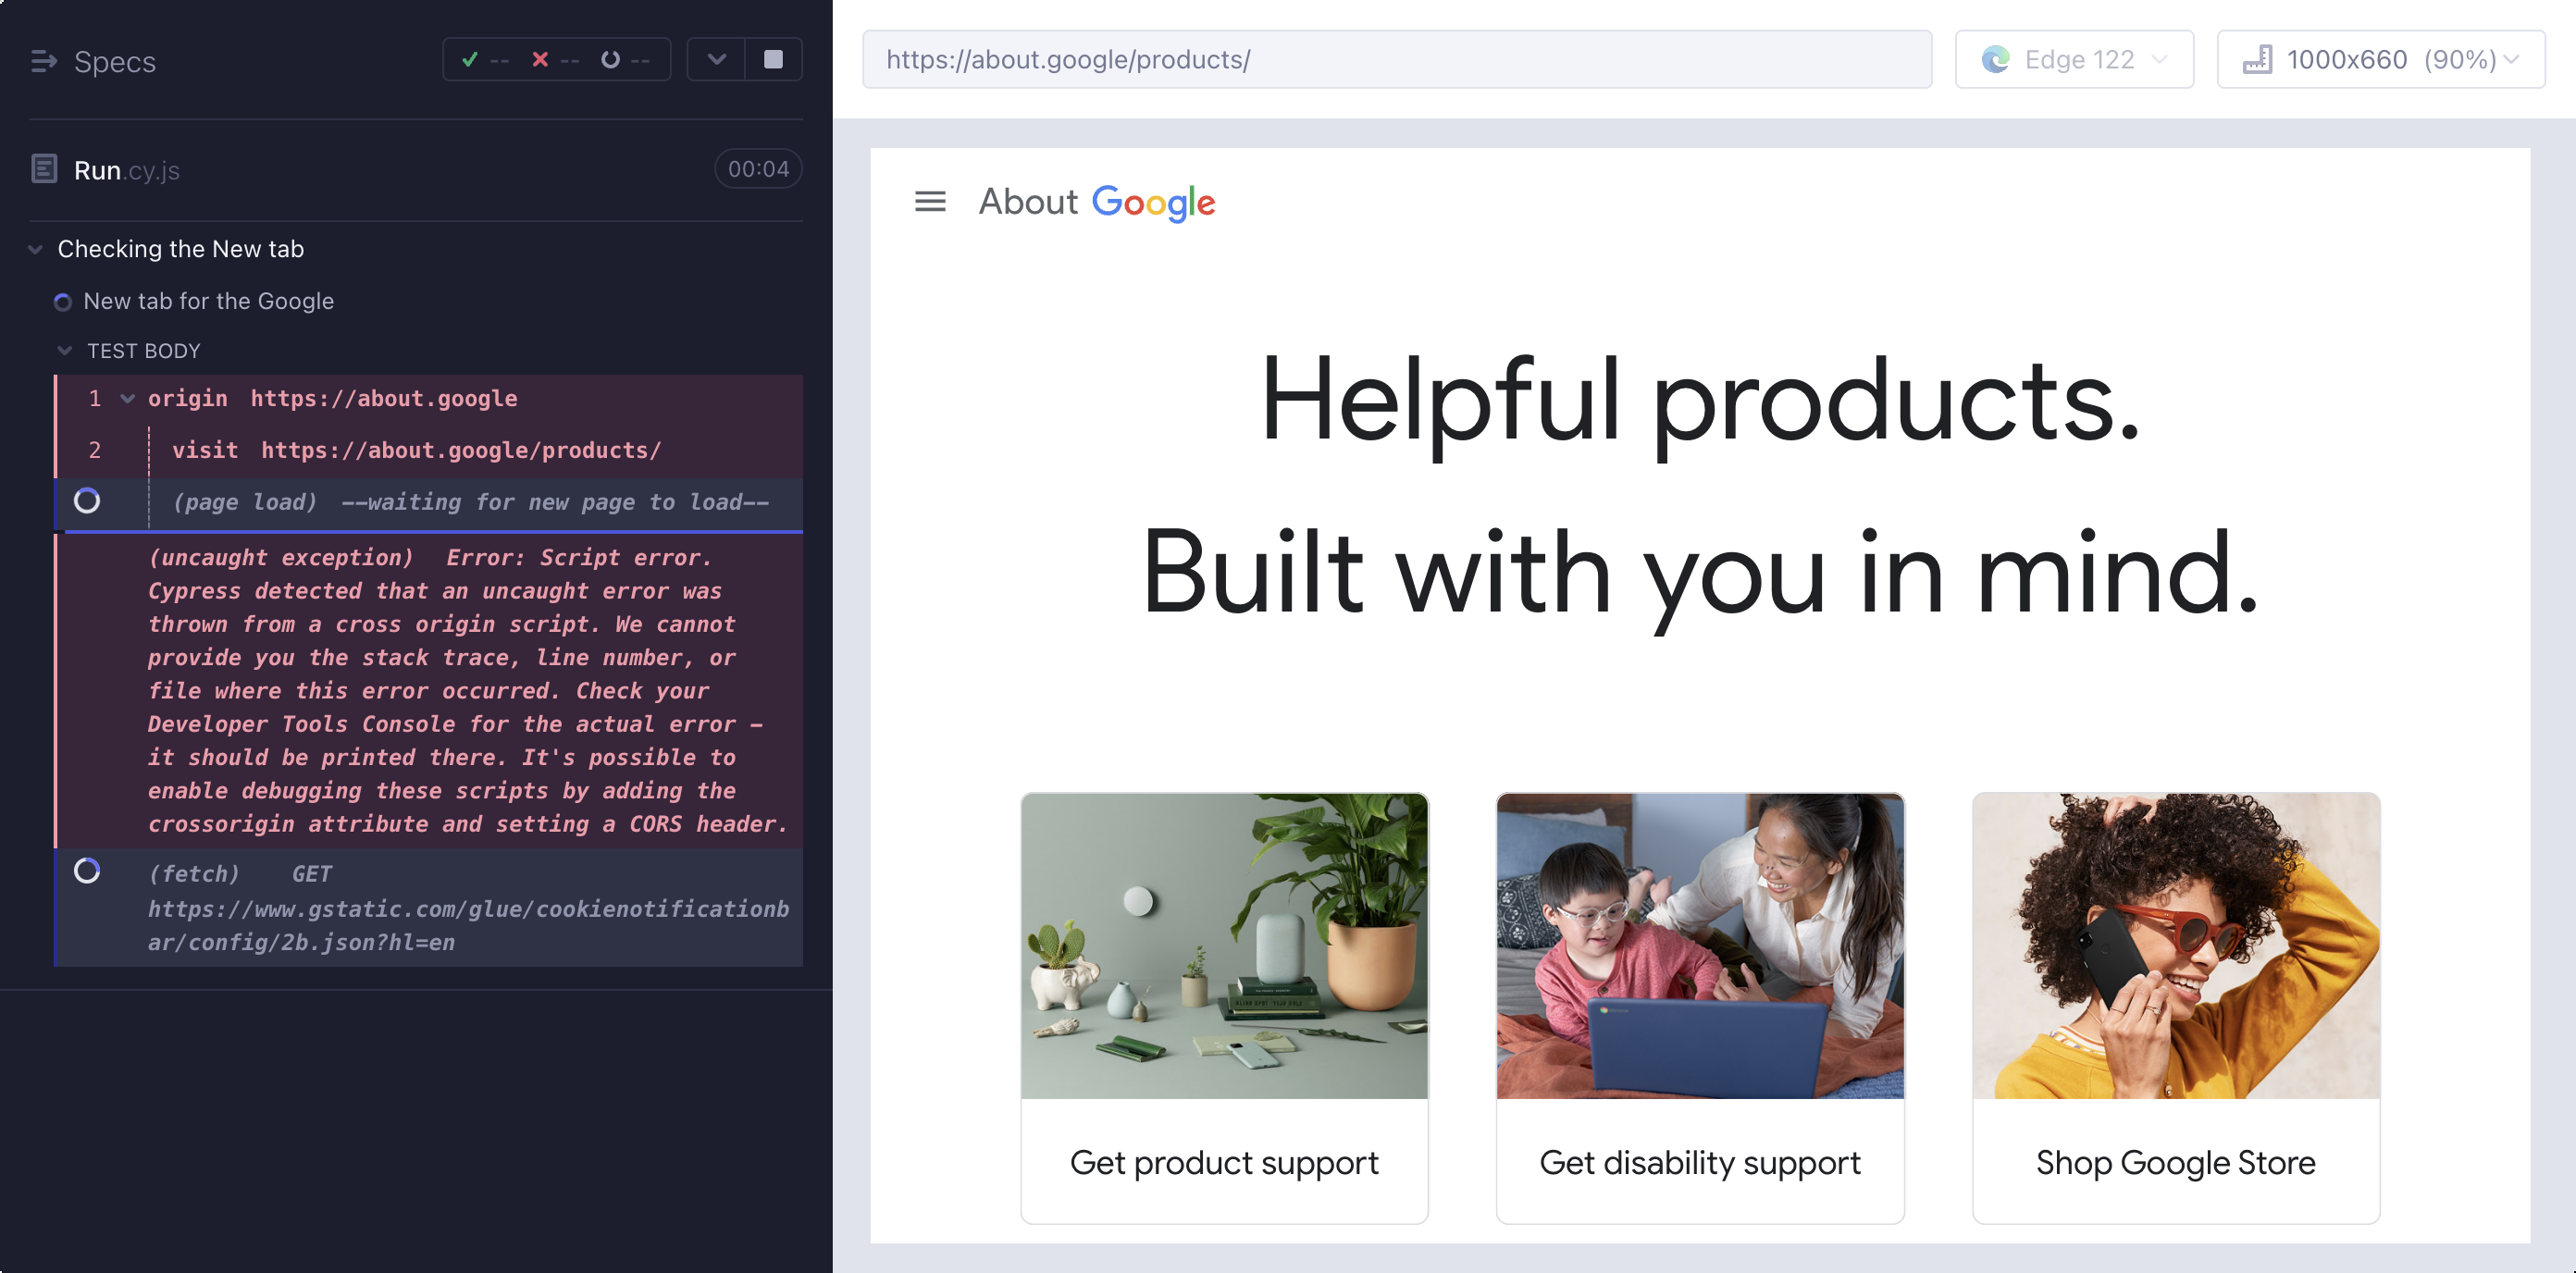 Specs
-- -- --
Run.cy.js
00:04
Checking the New tab
New tab for the Google
TEST BODY
1 origin https://about.google
2 visit https://about.google/products/
(page load) --waiting for new page to load--
(uncaught exception) Error: Script error.
Cypress detected that an uncaught error was
thrown from a cross origin script. We cannot
provide you the stack trace, line number, or
file where this error occurred. Check your
Developer Tools Console for the actual error -
it should be printed there. It's possible to
enable debugging these scripts by adding the
crossorigin attribute and setting a CORS header.
(fetch) GET
https://www.gstatic.com/glue/cookienotificationb
ar/config/2b.json?hl=en
https://about.google/products/
Edge 122
1000x660 (90%)
About Google
Helpful products.
Built with you in mind.
Get product support
Get disability support
Shop Google Store